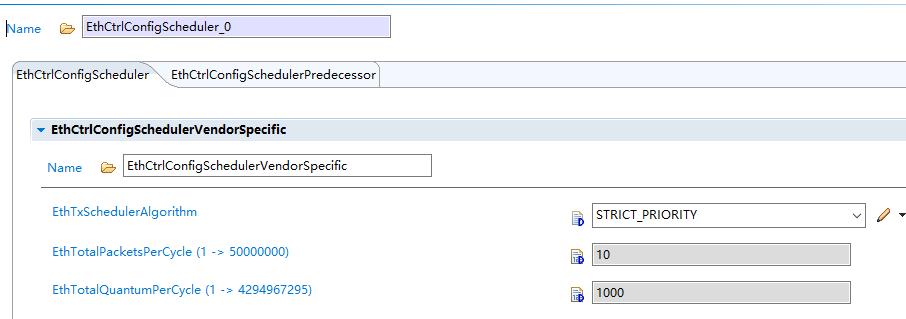 Name EthCtrlConfigScheduler_0
EthCtrlConfigScheduler EthCtrlConfigSchedulerPredecessor
EthCtrlConfigSchedulerVendorSpecific
Name EthCtrlConfigSchedulerVendorSpecific
EthTxSchedulerAlgorithm STRICT_PRIORITY
EthTotalPacketsPerCycle (1 -> 50000000) 10
EthTotalQuantumPerCycle (1 -> 4294967295) 1000